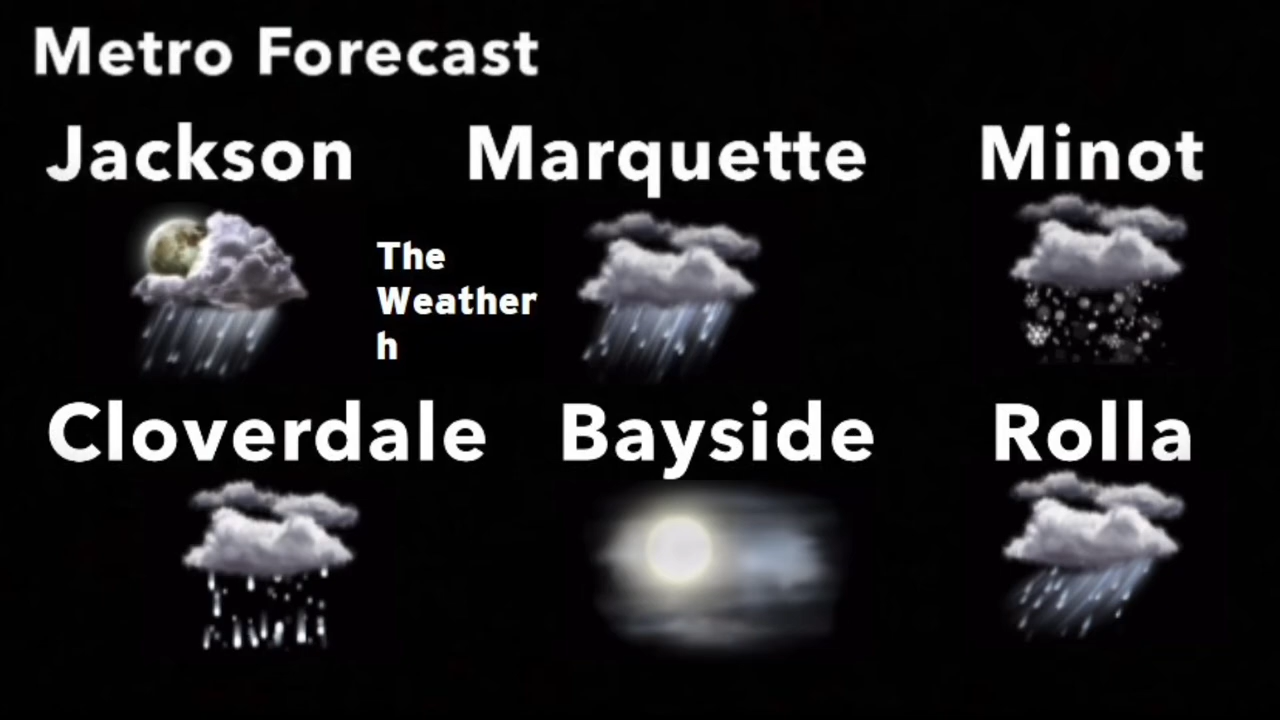 Metro Forecast
Jackson Marquette Minot
The
Weather
h
Cloverdale Bayside Rolla